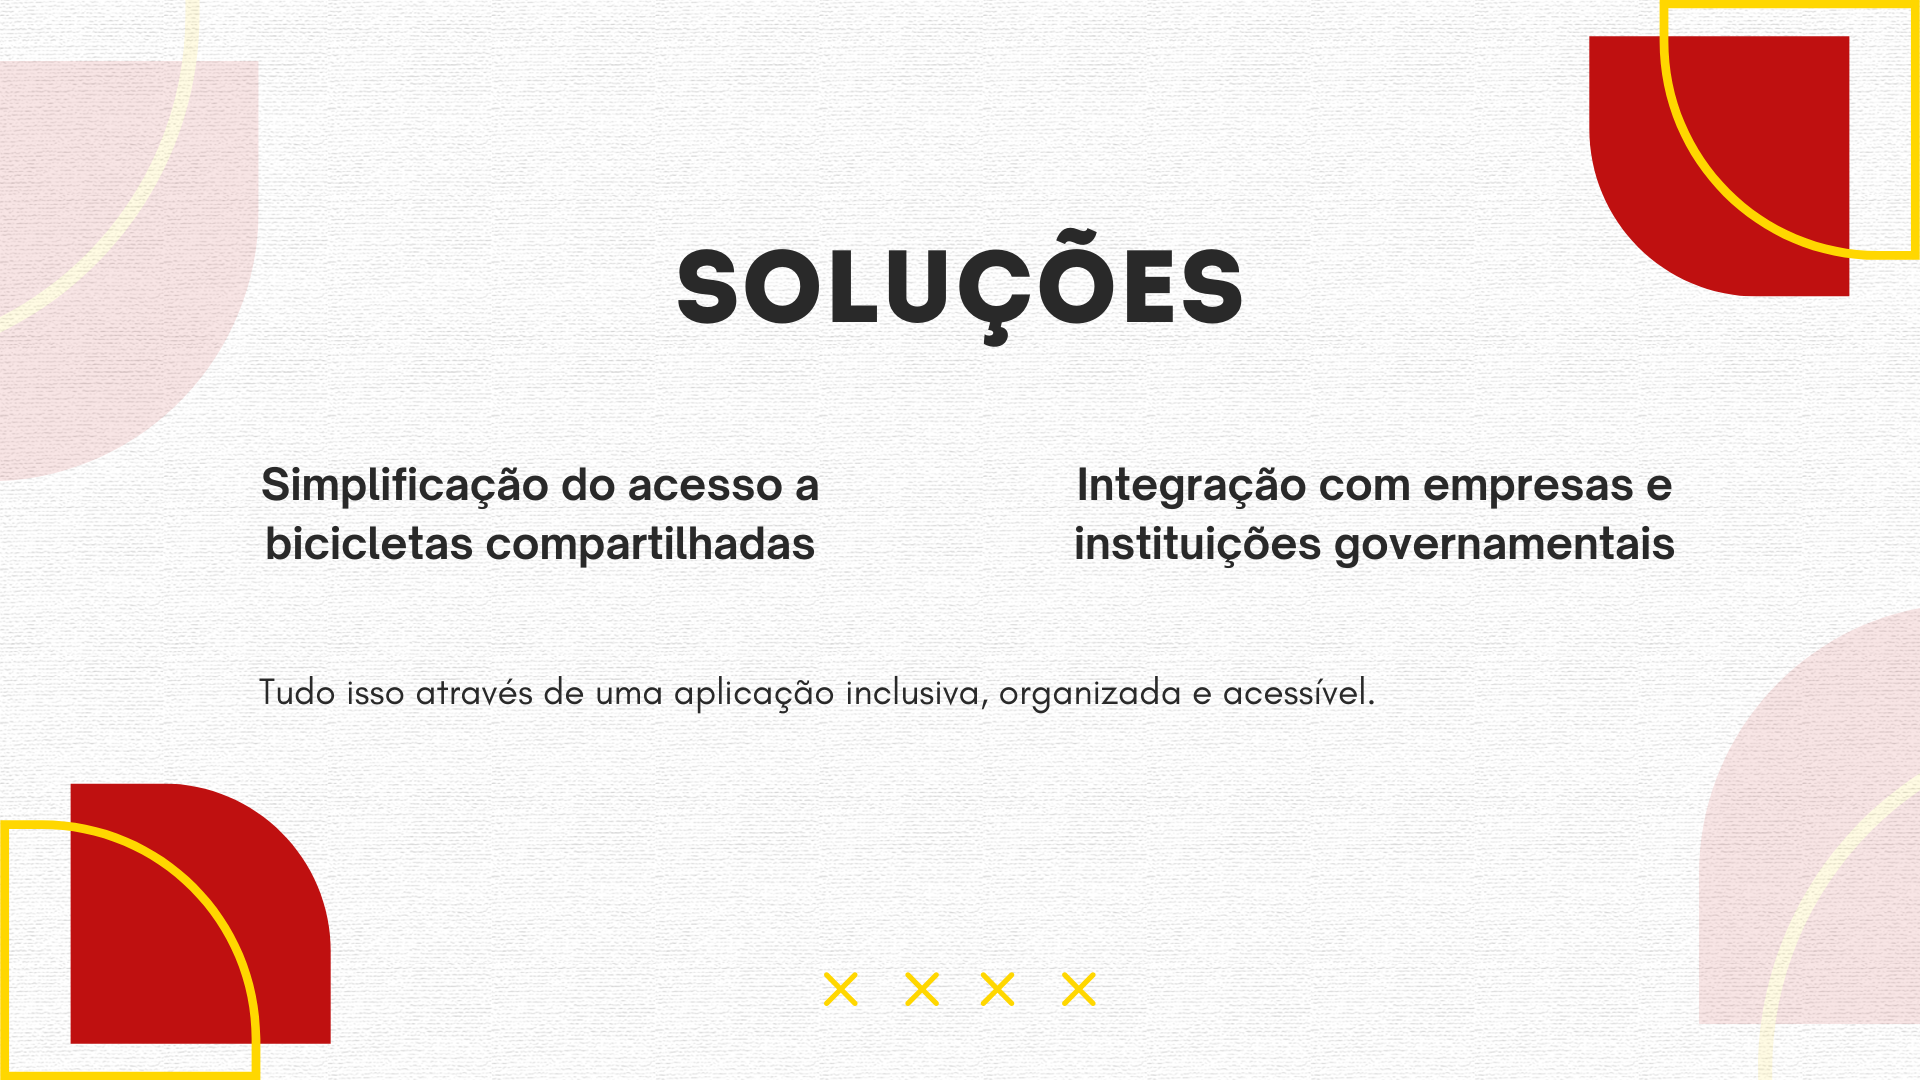 SOLUÇÕES
Simplificação do acesso a
bicicletas compartilhadas
Integração com empresas e
instituições governamentais
Tudo isso através de uma aplicação inclusiva, organizada e acessível.